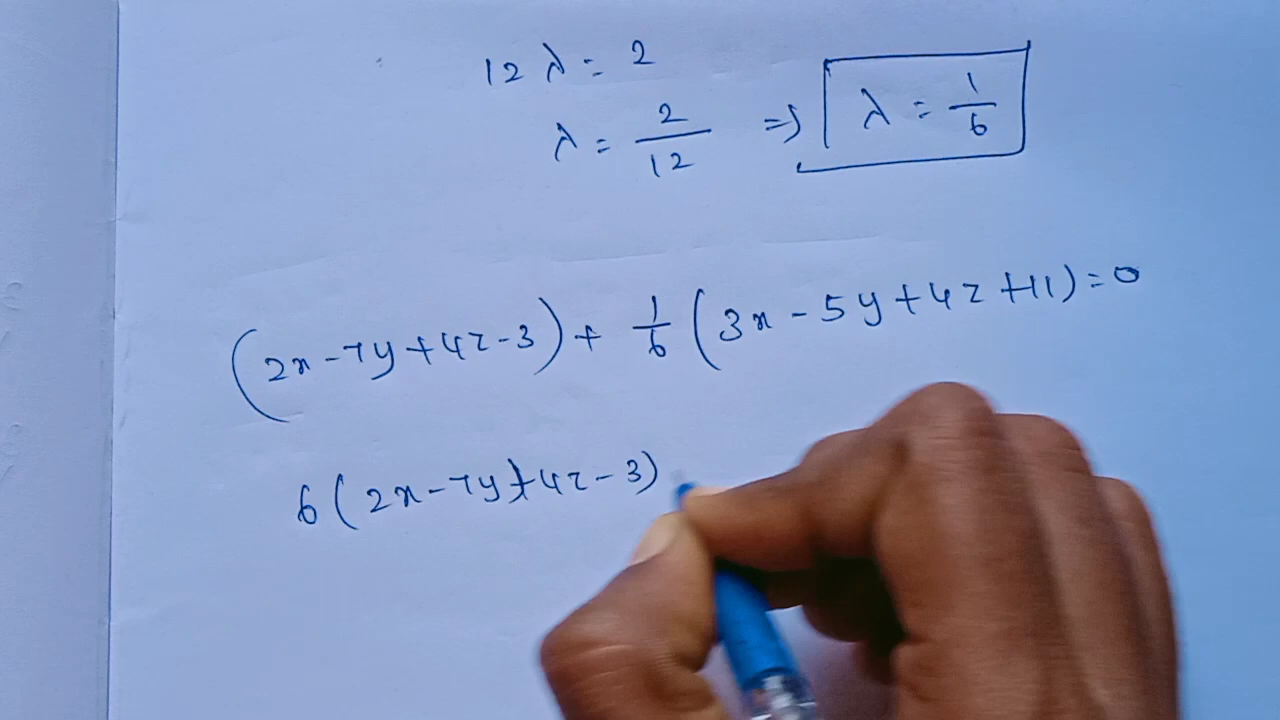 12 λ = 2
λ = 2/12 => λ = 1/6
(2x - 7y + 4z - 3) + 1/6 (3x - 5y + 4z + 11) = 0
6(2x - 7y + 4z - 3)